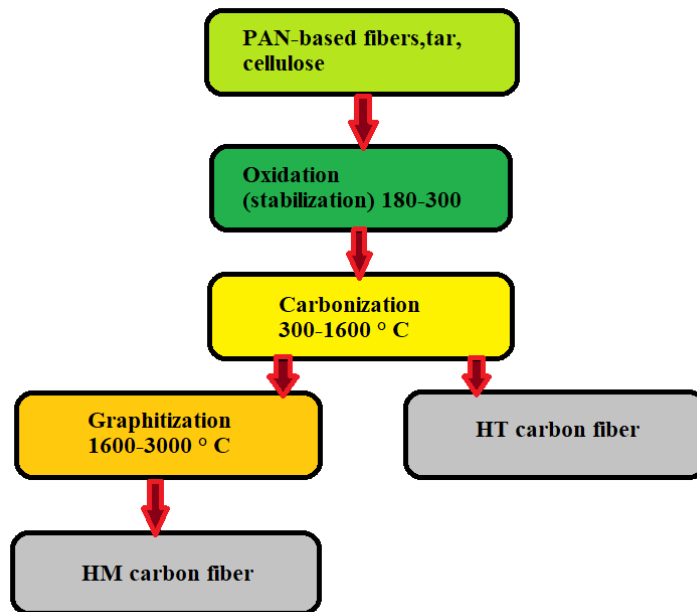 PAN-based fibers,tar,
cellulose
Oxidation
(stabilization) 180-300
Carbonization
300-1600 ° C
Graphitization
1600-3000 ° C
HT carbon fiber
HM carbon fiber